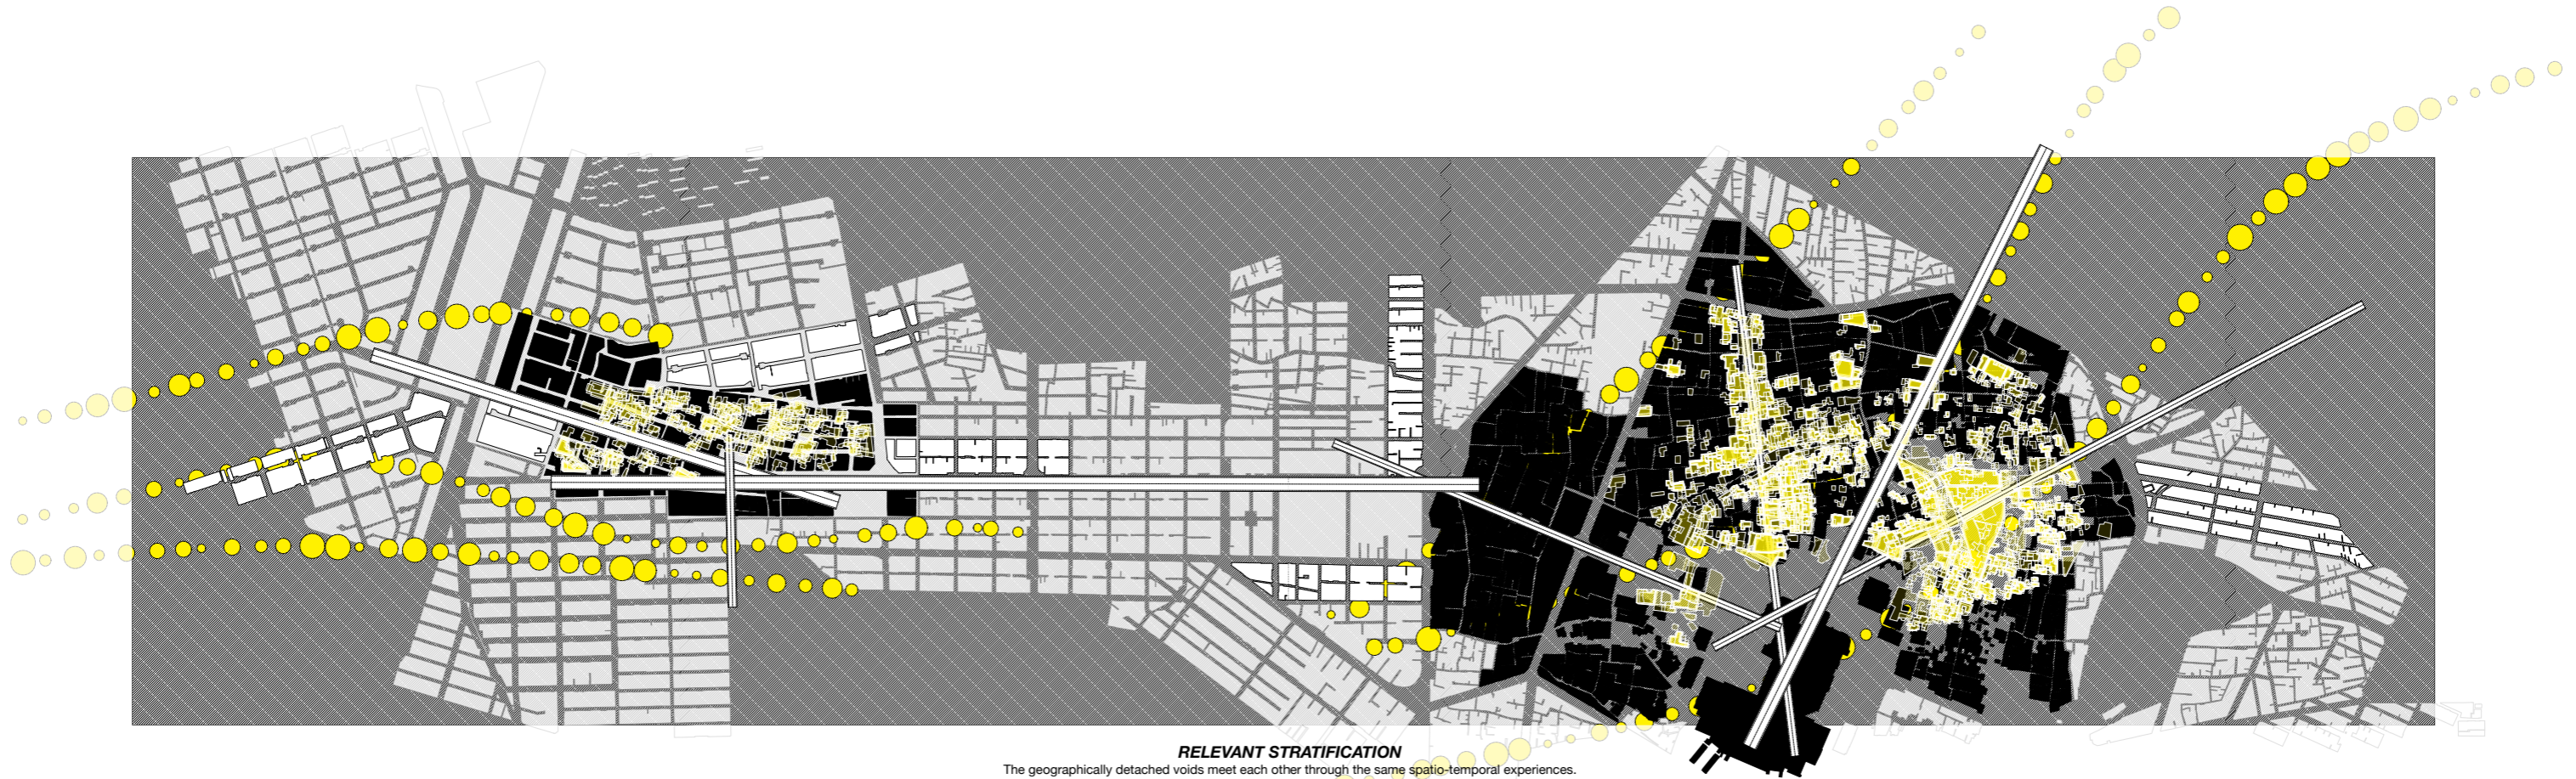 RELEVANT STRATIFICATION
The geographically detached voids meet each other through the same spatio-temporal experiences.